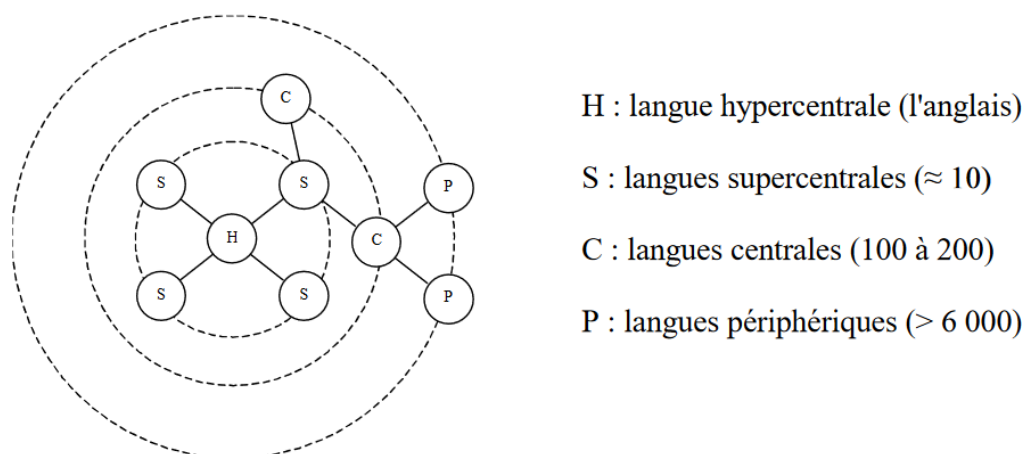 C
S
S
P
H
C
S
S
P
H : langue hypercentrale (l'anglais)
S : langues supercentrales (≈ 10)
C : langues centrales (100 à 200)
P : langues périphériques (> 6 000)